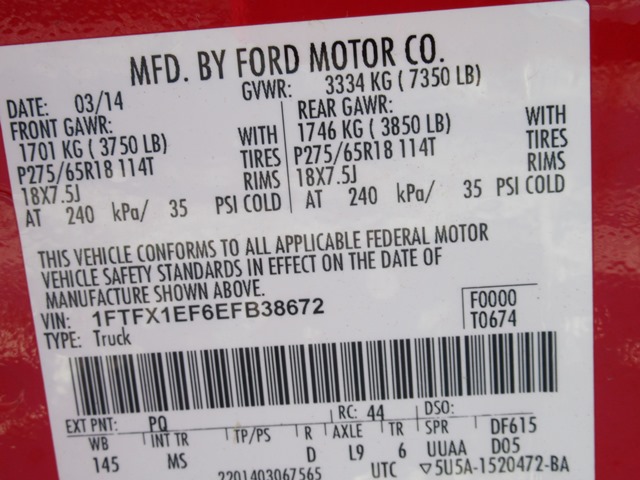 MFD. BY FORD MOTOR CO.
DATE: 03/14 GVWR: 3334 KG ( 7350 LB)
FRONT GAWR: REAR GAWR:
1701 KG ( 3750 LB) WITH 1746 KG ( 3850 LB) WITH
P275/65R18 114T TIRES P275/65R18 114T TIRES
18X7.5J RIMS 18X7.5J RIMS
AT 240 kPa/ 35 PSI COLD AT 240 kPa/ 35 PSI COLD
THIS VEHICLE CONFORMS TO ALL APPLICABLE FEDERAL MOTOR
VEHICLE SAFETY STANDARDS IN EFFECT ON THE DATE OF
MANUFACTURE SHOWN ABOVE.
VIN: 1FTFX1EF6EFB38672 F0000
TYPE: Truck T0674
EXT PNT: PQ RC: 44 DSO:
WB INT TR TP/PS R AXLE TR SPR DF615
145 MS D L9 6 UUAA D05
2201403067565 UTC ▽5U5A-1520472-BA